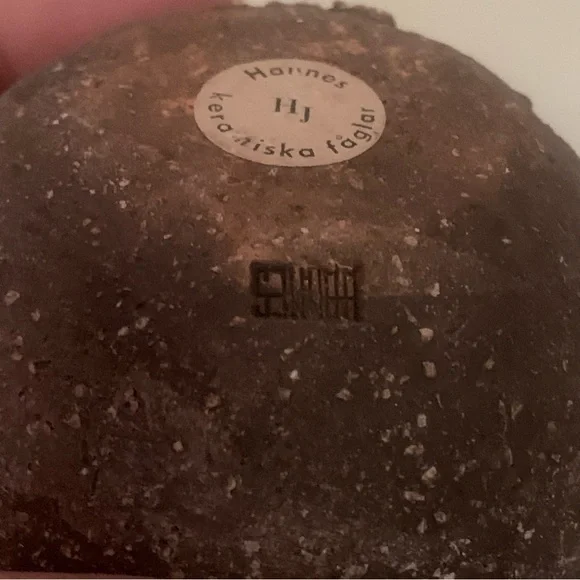 Hannes
HJ
keramiska fåglar